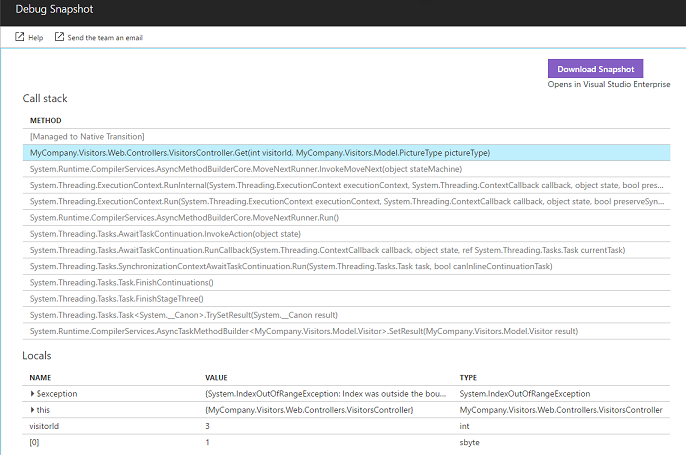 Debug Snapshot
Help
Send the team an email
Download Snapshot
Opens in Visual Studio Enterprise
Call stack
METHOD
[Managed to Native Transition]
MyCompany.Visitors.Web.Controllers.VisitorsController.Get(int visitorId, MyCompany.Visitors.Model.PictureType pictureType)
System.Runtime.CompilerServices.AsyncMethodBuilderCore.MoveNextRunner.InvokeMoveNext(object stateMachine)
System.Threading.ExecutionContext.RunInternal(System.Threading.ExecutionContext executionContext, System.Threading.ContextCallback callback, object state, bool pres...
System.Threading.ExecutionContext.Run(System.Threading.ExecutionContext executionContext, System.Threading.ContextCallback callback, object state, bool preserveSyn...
System.Runtime.CompilerServices.AsyncMethodBuilderCore.MoveNextRunner.Run()
System.Threading.Tasks.AwaitTaskContinuation.InvokeAction(object state)
System.Threading.Tasks.AwaitTaskContinuation.RunCallback(System.Threading.ContextCallback callback, object state, ref System.Threading.Tasks.Task currentTask)
System.Threading.Tasks.SynchronizationContextAwaitTaskContinuation.Run(System.Threading.Tasks.Task task, bool canInlineContinuationTask)
System.Threading.Tasks.Task.FinishContinuations()
System.Threading.Tasks.Task.FinishStageThree()
System.Threading.Tasks.Task<System.__Canon>.TrySetResult(System.__Canon result)
System.Runtime.CompilerServices.AsyncTaskMethodBuilder<MyCompany.Visitors.Model.Visitor>.SetResult(MyCompany.Visitors.Model.Visitor result)
Locals
NAME VALUE TYPE
$exception {System.IndexOutOfRangeException: Index was outside the bou... System.IndexOutOfRangeException
this {MyCompany.Visitors.Web.Controllers.VisitorsController} MyCompany.Visitors.Web.Controllers.VisitorsController
visitorId 3 int
[0] 1 sbyte